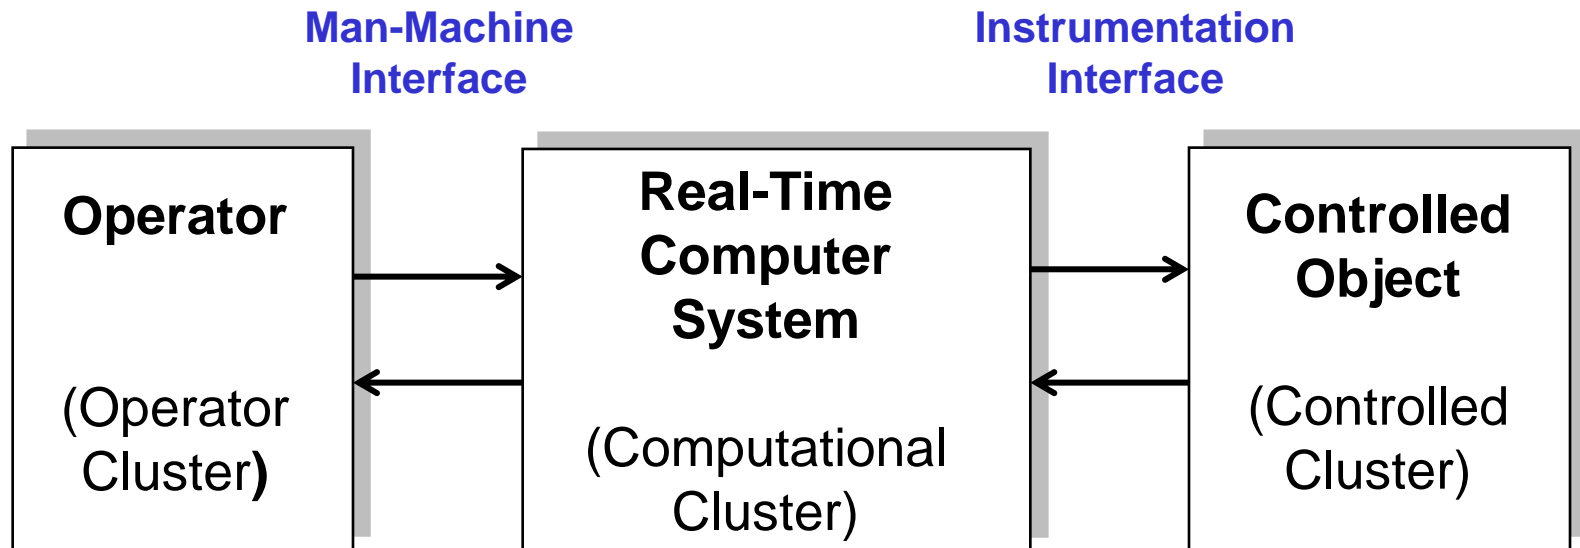 Man-Machine
Interface
Instrumentation
Interface
Operator
(Operator
Cluster)
Real-Time
Computer
System
(Computational
Cluster)
Controlled
Object
(Controlled
Cluster)